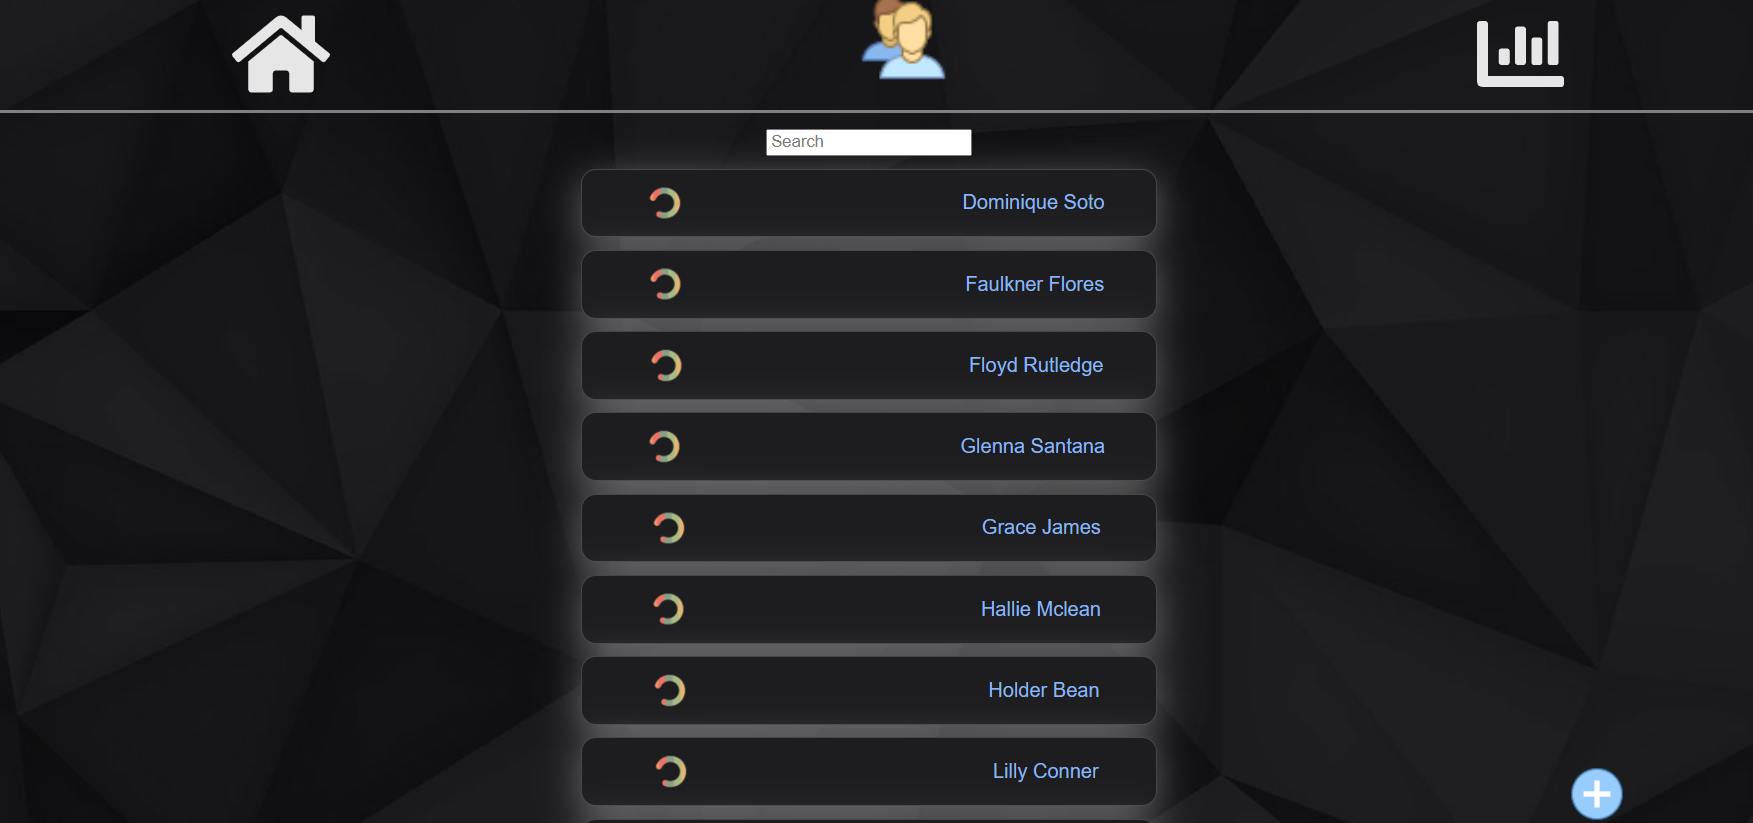 Search
Dominique Soto
Faulkner Flores
Floyd Rutledge
Glenna Santana
Grace James
Hallie Mclean
Holder Bean
Lilly Conner